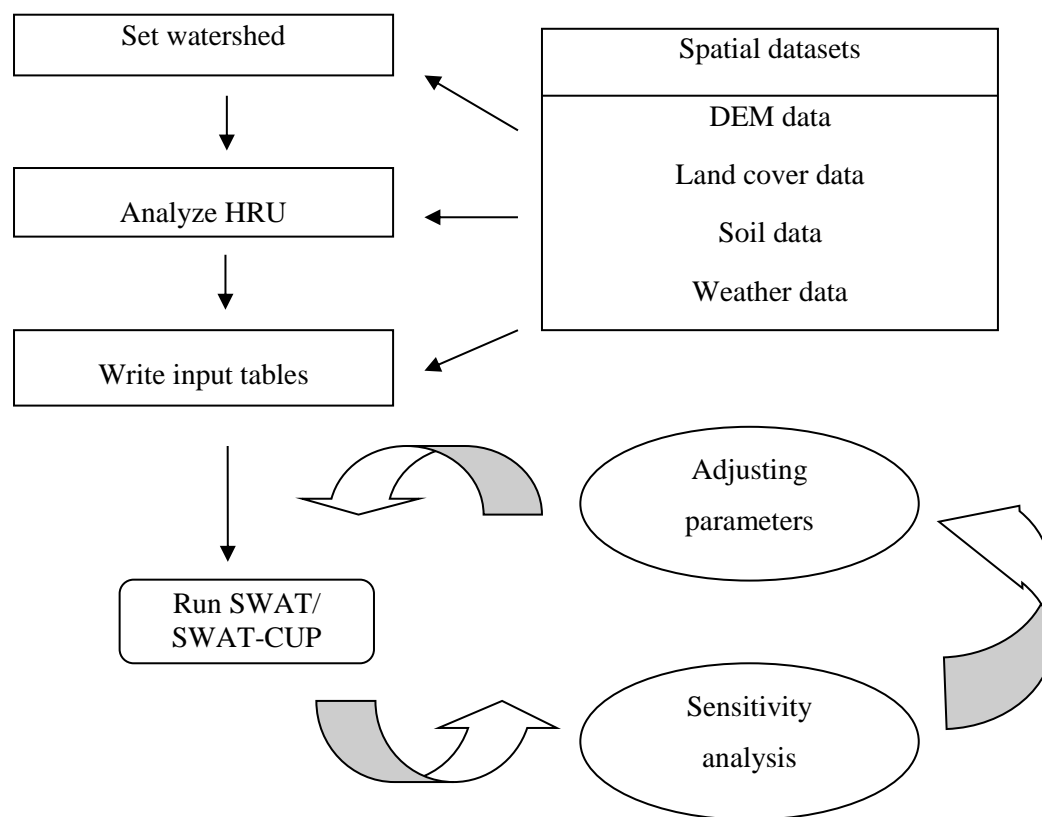 Set watershed
Spatial datasets
DEM data
Land cover data
Analyze HRU
Soil data
Weather data
Write input tables
Adjusting
parameters
Run SWAT/
SWAT-CUP
Sensitivity
analysis